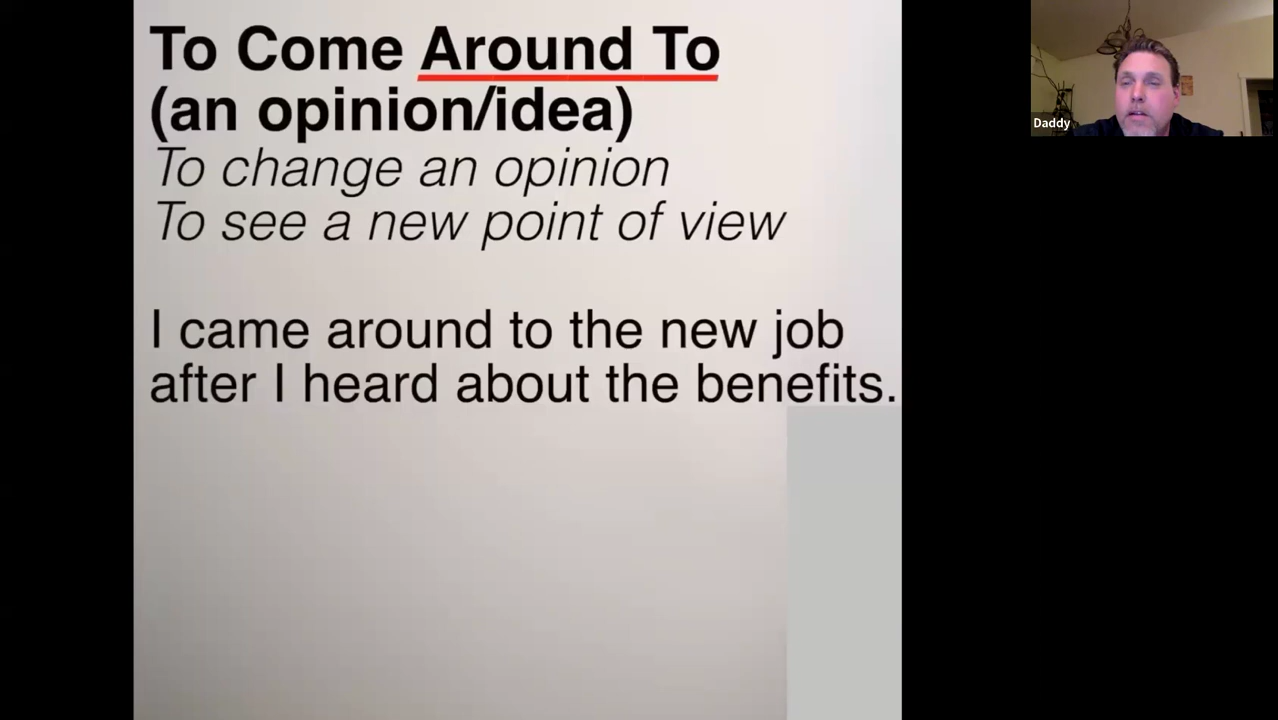 To Come Around To
(an opinion/idea)
To change an opinion
To see a new point of view
I came around to the new job
after I heard about the benefits.
Daddy